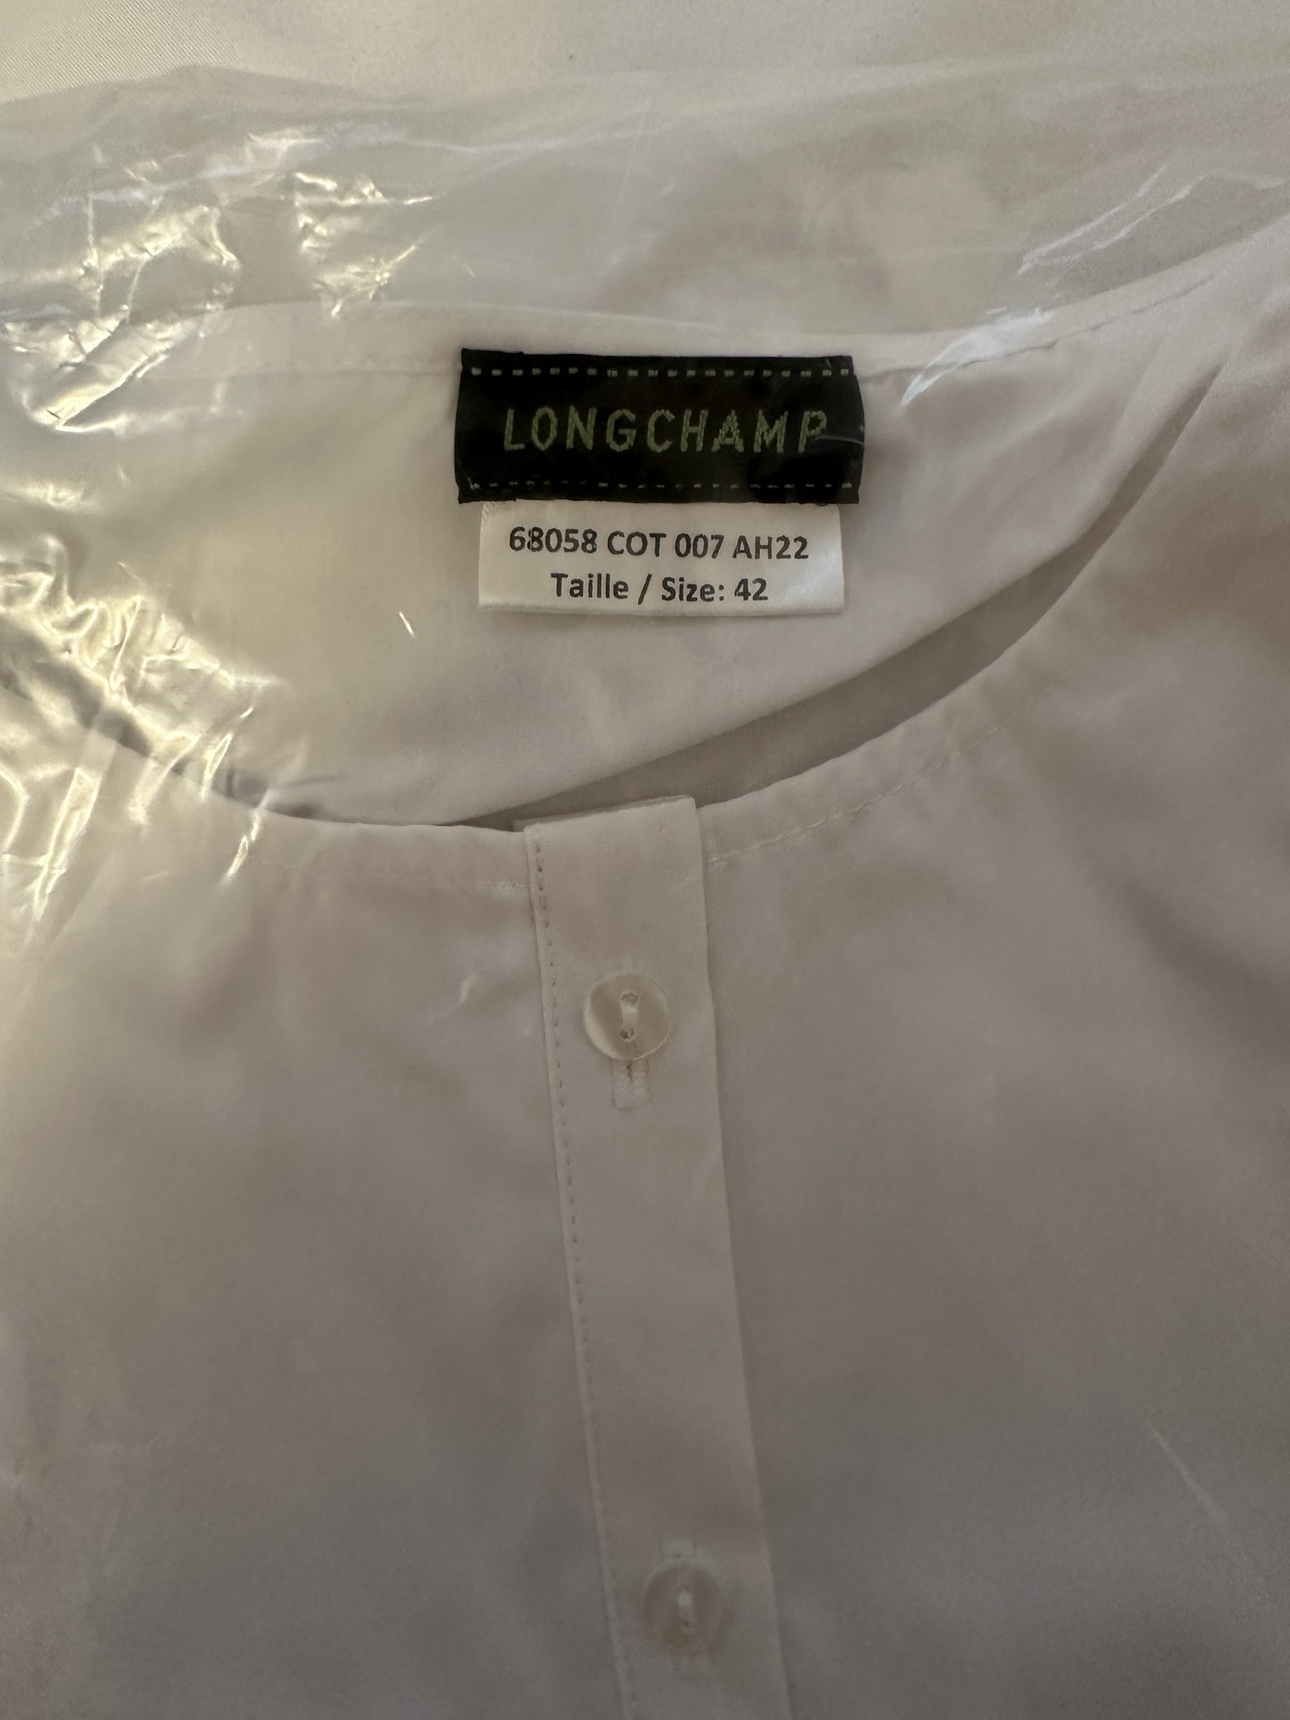 LONGCHAMP
68058 COT 007 AH22
Taille / Size: 42